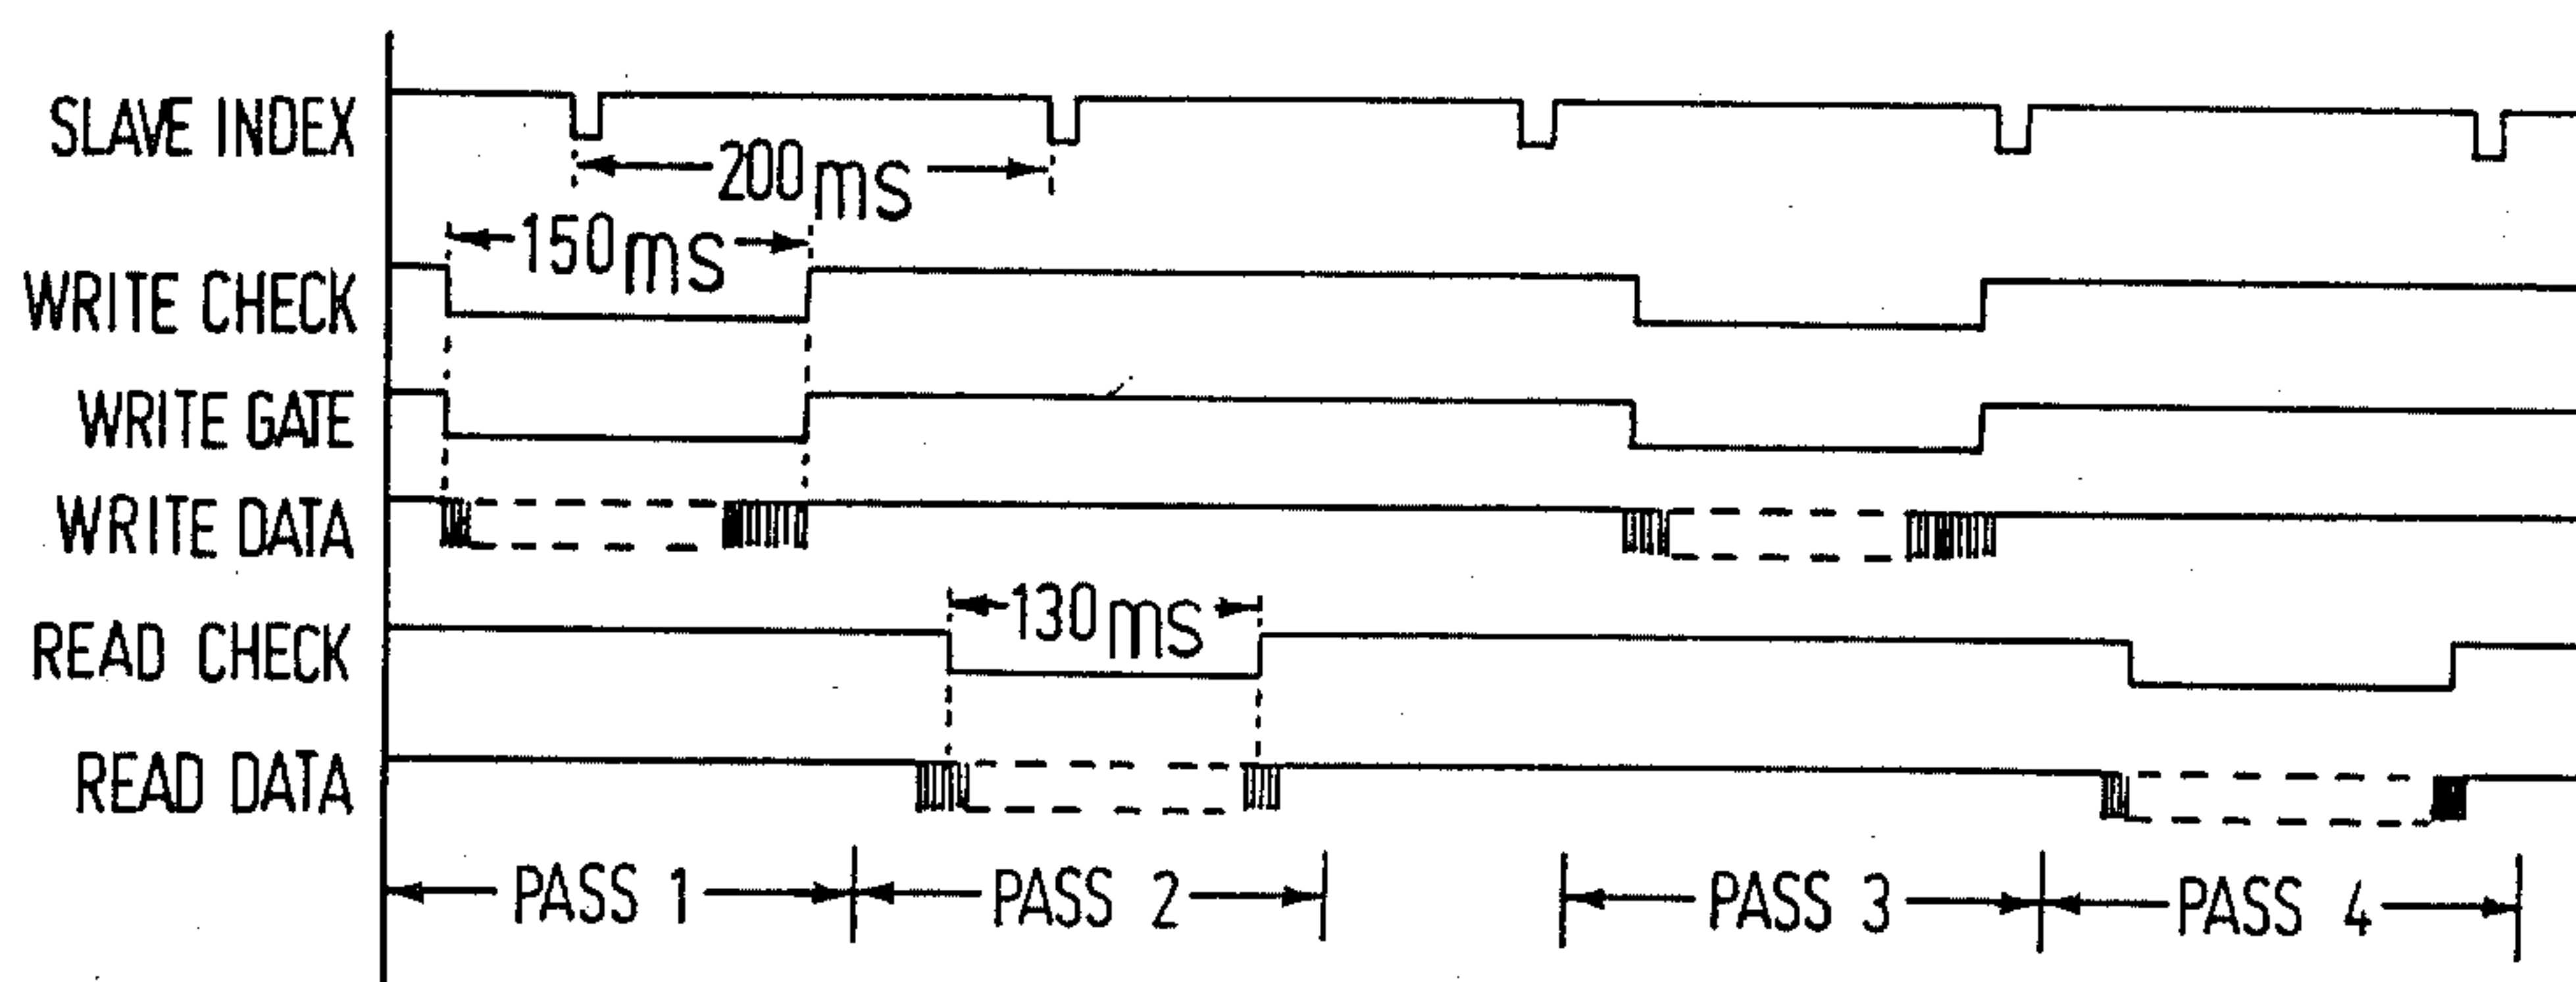 SLAVE INDEX
200ms
150ms
WRITE CHECK
WRITE GATE
WRITE DATA
130ms
READ CHECK
READ DATA
PASS 1 PASS 2 PASS 3 PASS 4